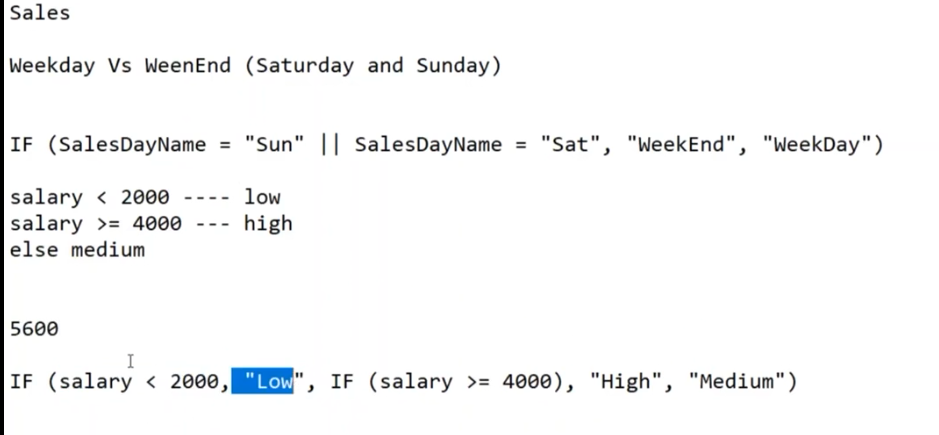 Sales
Weekday Vs WeenEnd (Saturday and Sunday)
IF (SalesDayName = "Sun" || SalesDayName = "Sat", "WeekEnd", "WeekDay")
salary < 2000 ---- low
salary >= 4000 --- high
else medium
5600
IF (salary < 2000, "Low", IF (salary >= 4000), "High", "Medium")